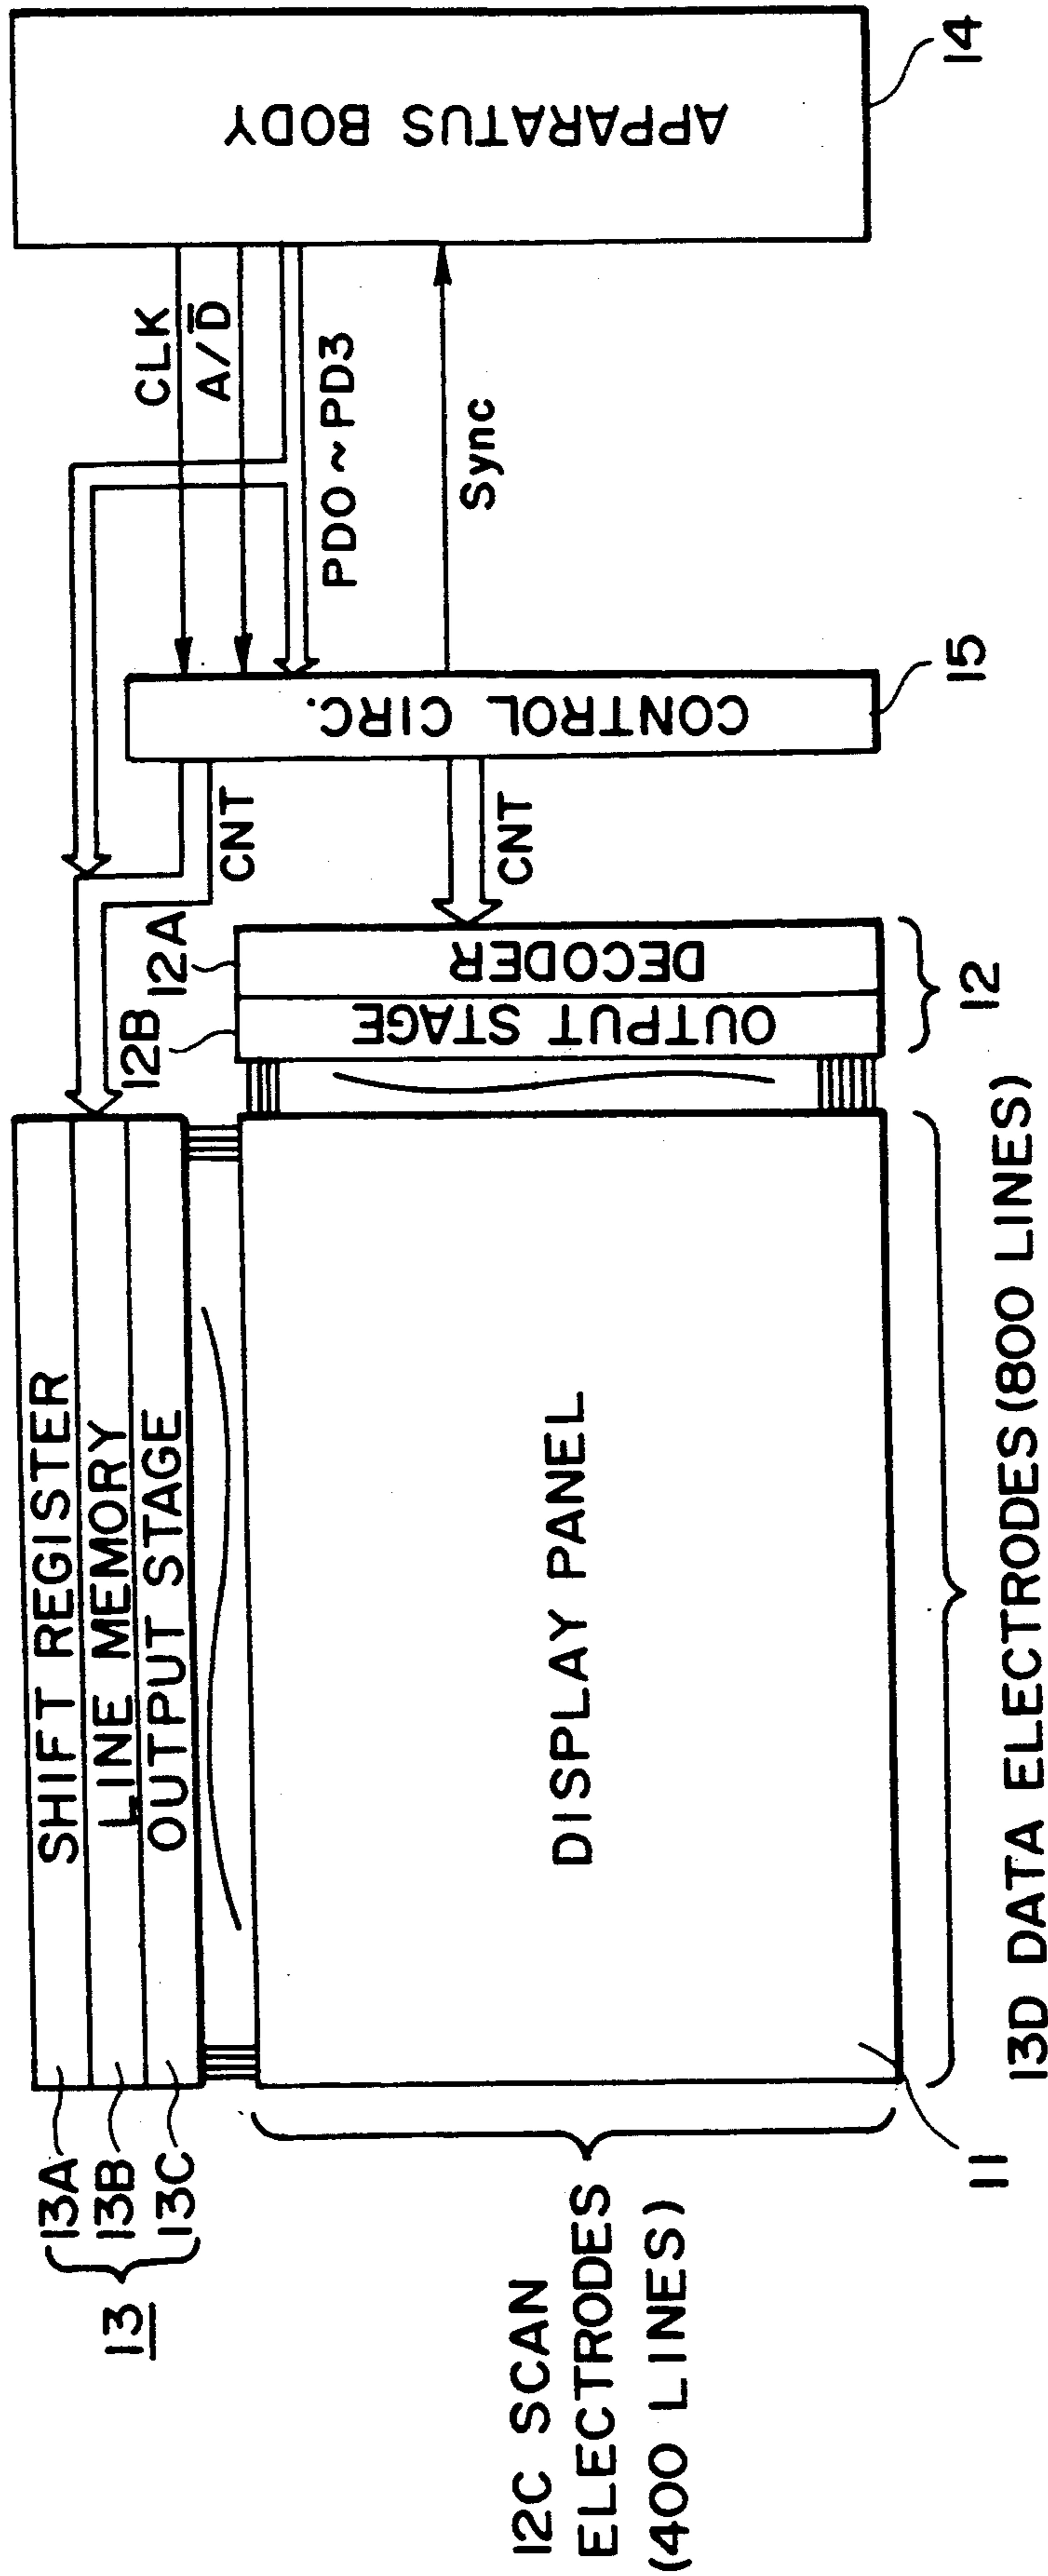 13
13A
13B
13C
SHIFT REGISTER
LINE MEMORY
OUTPUT STAGE
12C SCAN
ELECTRODES
(400 LINES)
DISPLAY PANEL
11
13D DATA ELECTRODES (800 LINES)
12B
12A
OUTPUT STAGE
DECODER
12
CNT
CNT
CONTROL CIRC.
15
CLK
A/D̅
PD0 ~ PD3
Sync
APPARATUS BODY
14